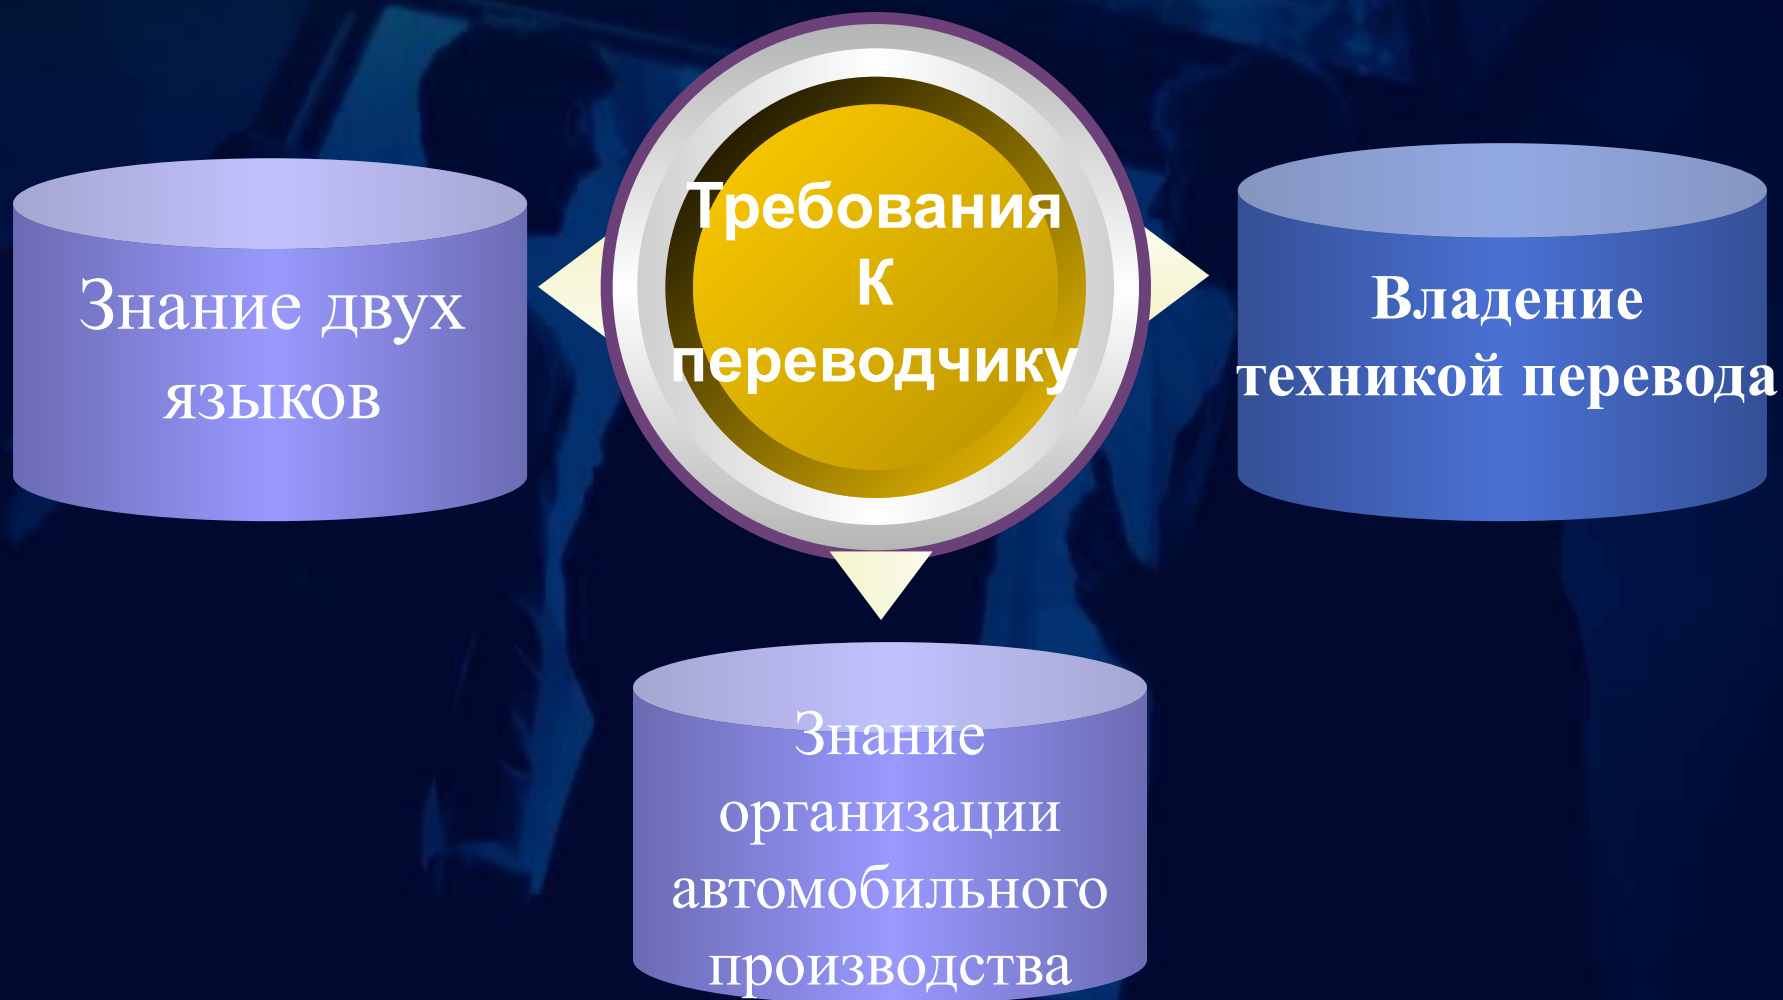 Требования
К
переводчику
Знание двух
языков
Владение
техникой перевода
Знание
организации
автомобильного
производства